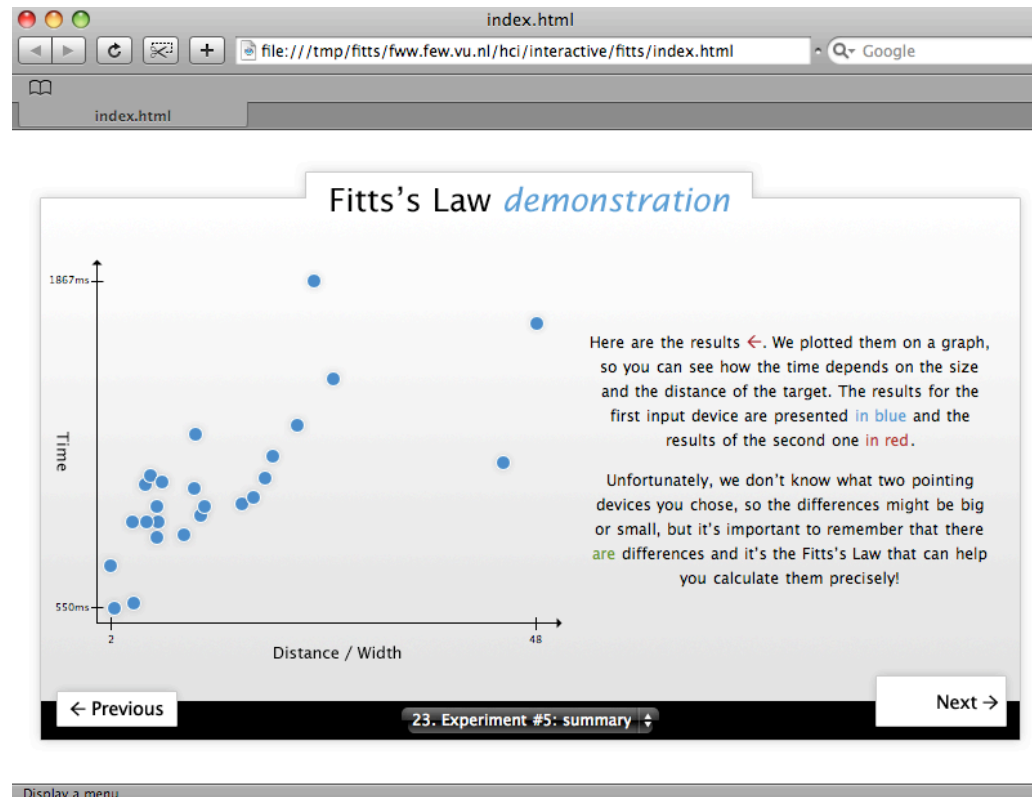 index.html
file:///tmp/fitts/fww.few.vu.nl/hci/interactive/fitts/index.html
Google
index.html
Fitts's Law demonstration
1867ms
Time
550ms
2
48
Distance / Width
Here are the results ←. We plotted them on a graph,
so you can see how the time depends on the size
and the distance of the target. The results for the
first input device are presented in blue and the
results of the second one in red.
Unfortunately, we don't know what two pointing
devices you chose, so the differences might be big
or small, but it's important to remember that there
are differences and it's the Fitts's Law that can help
you calculate them precisely!
← Previous
23. Experiment #5: summary
Next →
Display a menu